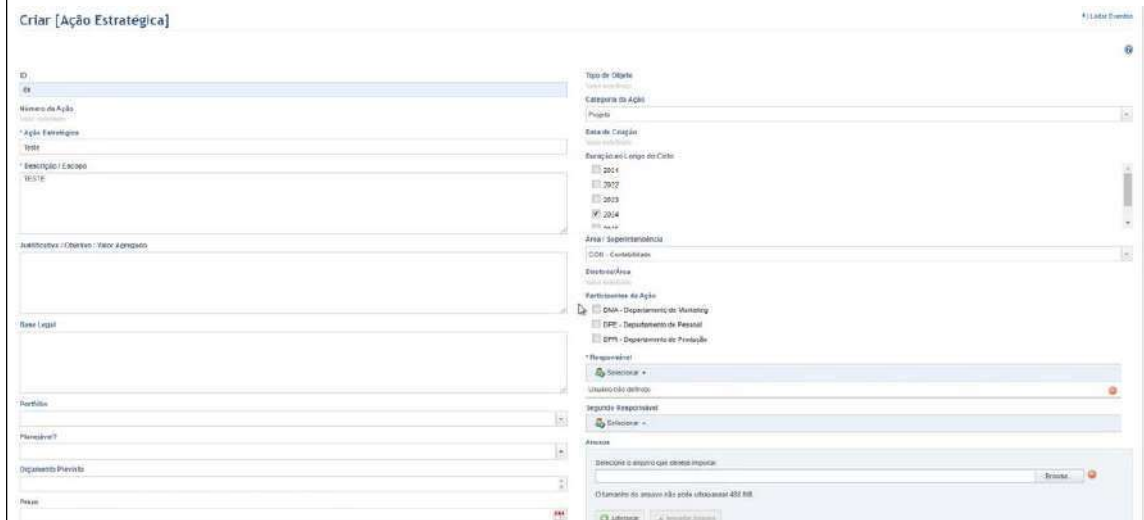 Criar [Ação Estratégica]
Listar Eventos
ID
Número da Ação
* Ação Estratégica
Teste
* Descrição / Escopo
TESTE
Justificativa / Objetivo / Valor Agregado
Base Legal
Portfólio
Planejável?
Orçamento Previsto
Prazo
Tipo de Objeto
Categoria da Ação
Projeto
Data de Criação
Duração ao Longo do Ciclo
2022
2023
2024
Área / Superintendência
Contabilidade
Diretoria/Área
Participantes da Ação
DMA - Departamento de Marketing
DPE - Departamento de Pessoal
DPR - Departamento de Produção
* Responsável
Selecionar
Usuário não definido
Segundo Responsável
Selecionar
Anexos
Selecione o arquivo que deseja importar
Browse...
O tamanho do arquivo não pode ultrapassar 400 MB.
Adicionar